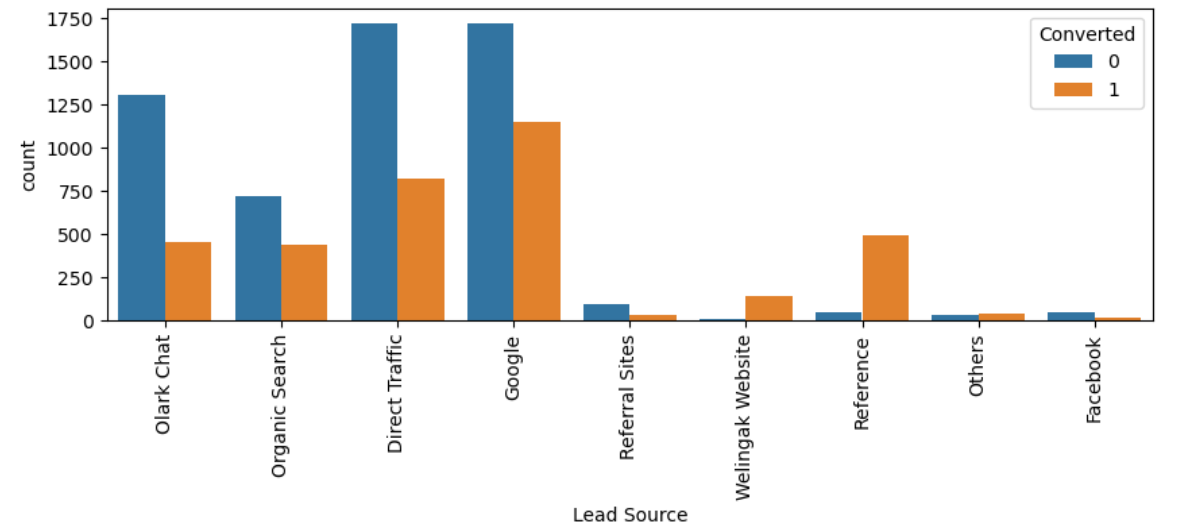 1750
1500
1250
1000
750
500
250
0
count
Converted
0
1
Olark Chat
Organic Search
Direct Traffic
Google
Referral Sites
Welingak Website
Reference
Others
Facebook
Lead Source